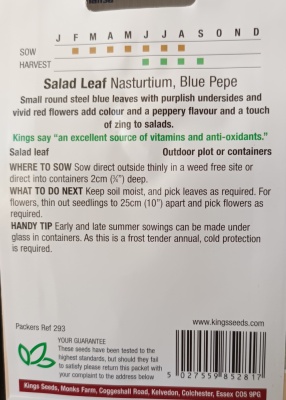 J F M A M J J A S O N D
SOW
HARVEST
Salad Leaf Nasturtium, Blue Pepe
Small round steel blue leaves with purplish undersides and
vivid red flowers add colour and a peppery flavour and a touch
of zing to salads.
Kings say "an excellent source of vitamins and anti-oxidants."
Salad leaf Outdoor plot or containers
WHERE TO SOW Sow direct outside thinly in a weed free site or
direct into containers 2cm (¾") deep.
WHAT TO DO NEXT Keep soil moist, and pick leaves as required. For
flowers, thin out seedlings to 25cm (10") apart and pick flowers as
required.
HANDY TIP Early and late summer sowings can be made under
glass in containers. As this is a frost tender annual, cold protection
is required.
Packers Ref 293
www.kingsseeds.com
YOUR GUARANTEE
These seeds have been tested to the
highest standards, but should they fail
to satisfy please return this packet with
your complaint to the address below
5 027559 852817
Kings Seeds, Monks Farm, Coggeshall Road, Kelvedon, Colchester, Essex CO5 9PG